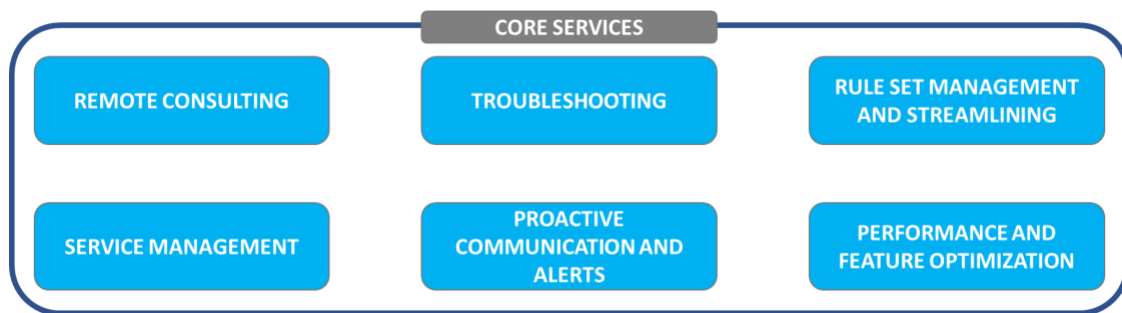 CORE SERVICES
REMOTE CONSULTING
TROUBLESHOOTING
RULE SET MANAGEMENT
AND STREAMLINING
SERVICE MANAGEMENT
PROACTIVE
COMMUNICATION AND
ALERTS
PERFORMANCE AND
FEATURE OPTIMIZATION